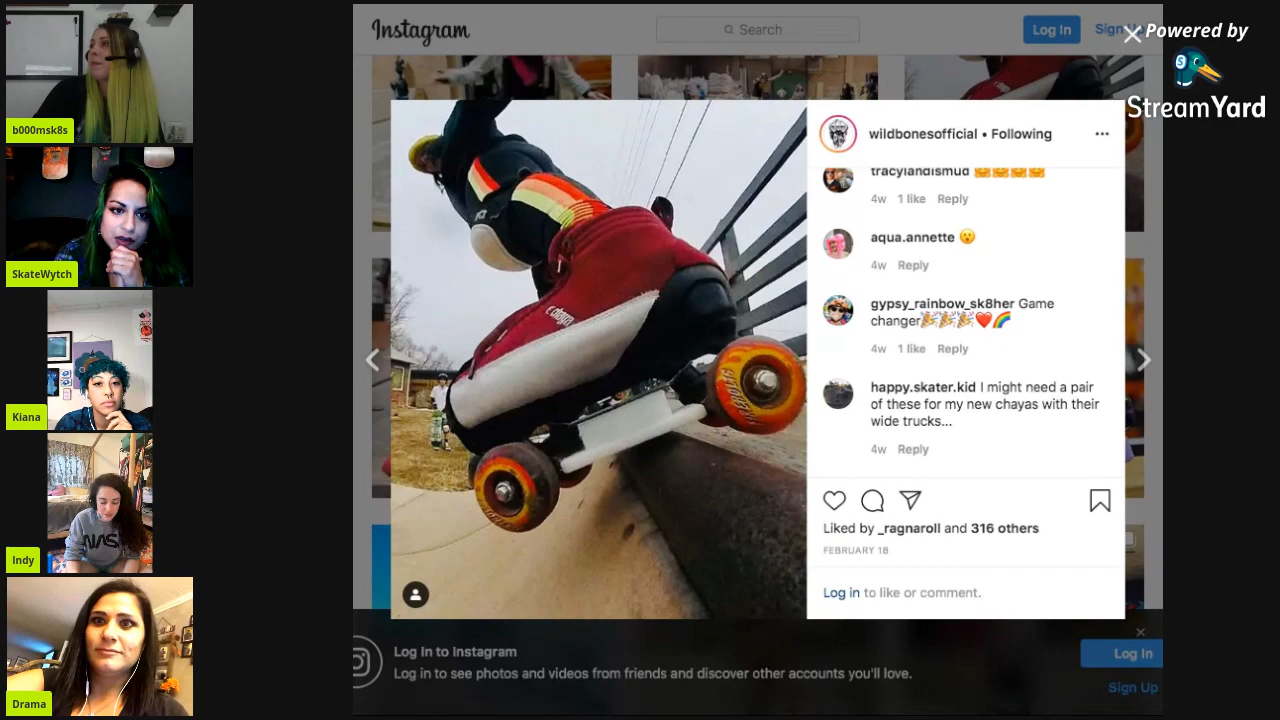 b000msk8s
SkateWytch
Kiana
NASA
Indy
Drama
Instagram
Search
Log In
Sign Up
Powered by
StreamYard
wildbonesofficial • Following
tracylandismud 🤗🤗🤗🤗
4w 1 like Reply
aqua.annette 😮
4w Reply
gypsy_rainbow_sk8her Game
changer🎉🎉🎉❤️🌈
4w 1 like Reply
happy.skater.kid I might need a pair
of these for my new chayas with their
wide trucks...
4w Reply
Liked by _ragnaroll and 316 others
FEBRUARY 18
Log in to like or comment.
Log In to Instagram
Log in to see photos and videos from friends and discover other accounts you'll love.
Log In
Sign Up